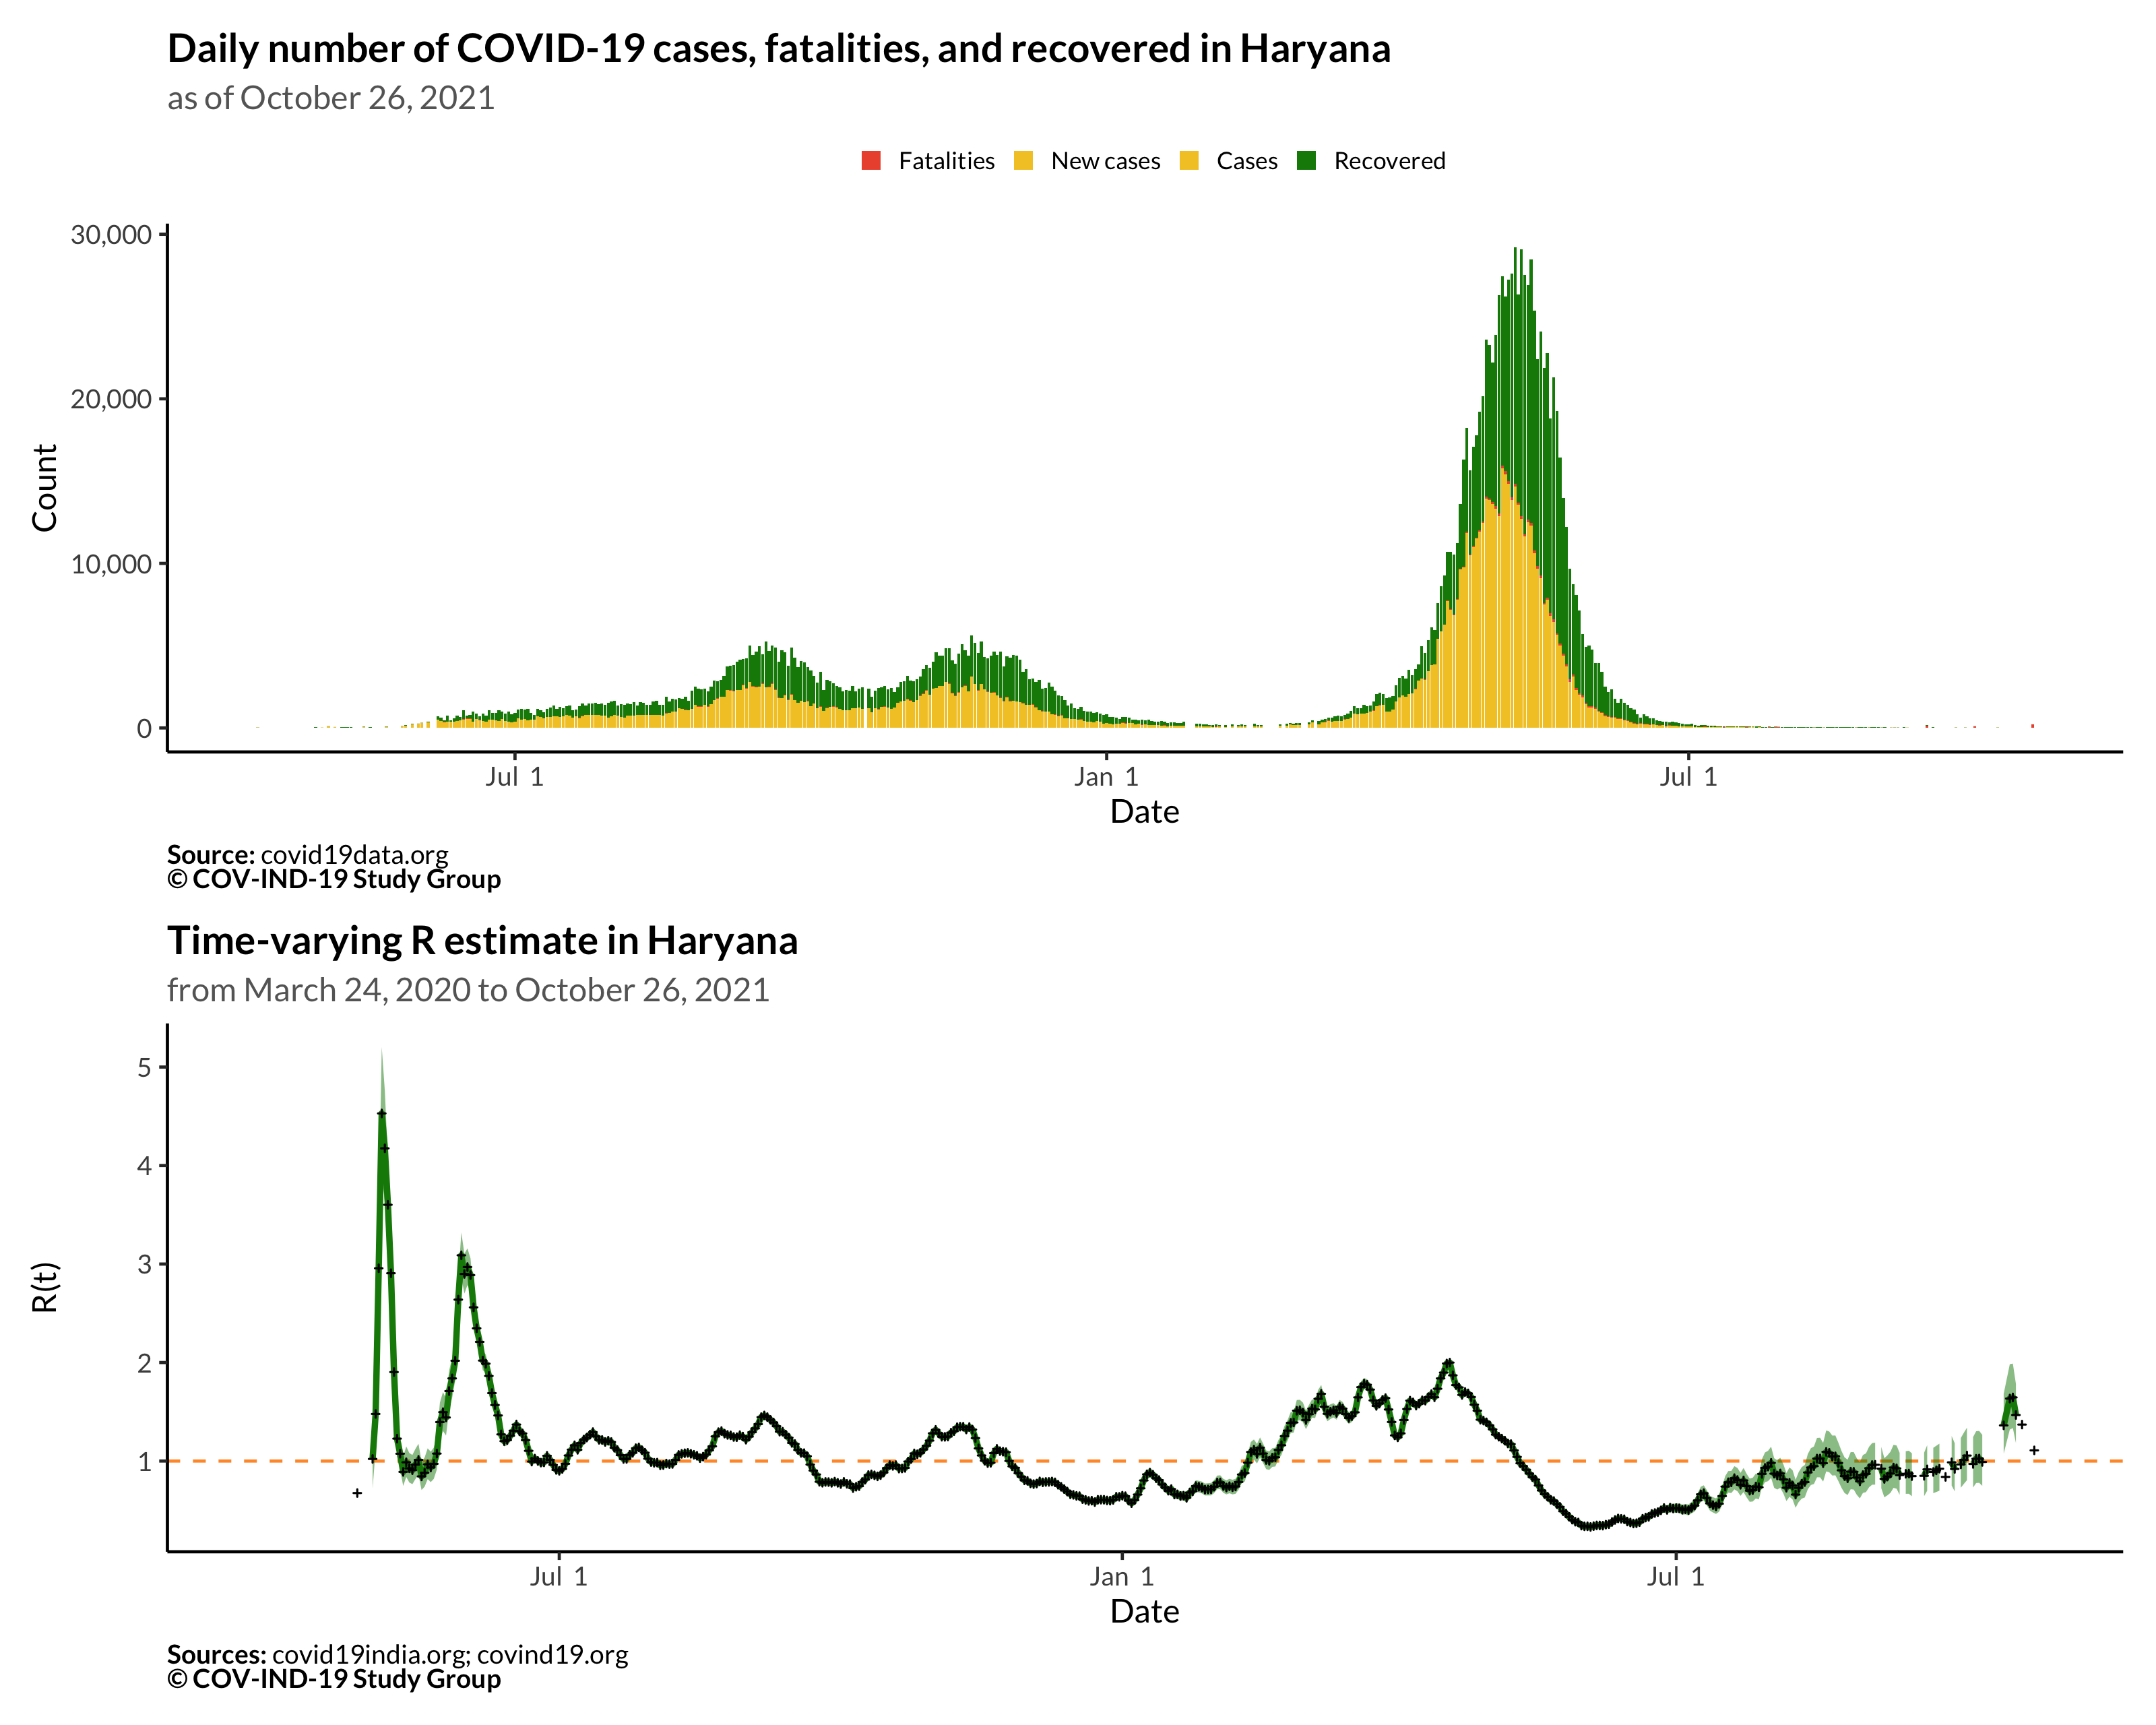 Daily number of COVID-19 cases, fatalities, and recovered in Haryana
as of October 26, 2021
Fatalities New cases Cases Recovered
30,000
20,000
10,000
0
Count
Jul 1 Jan 1 Jul 1
Date
Source: covid19data.org
© COV-IND-19 Study Group
Time-varying R estimate in Haryana
from March 24, 2020 to October 26, 2021
5
4
3
2
1
R(t)
Jul 1 Jan 1 Jul 1
Date
Sources: covid19india.org; covind19.org
© COV-IND-19 Study Group